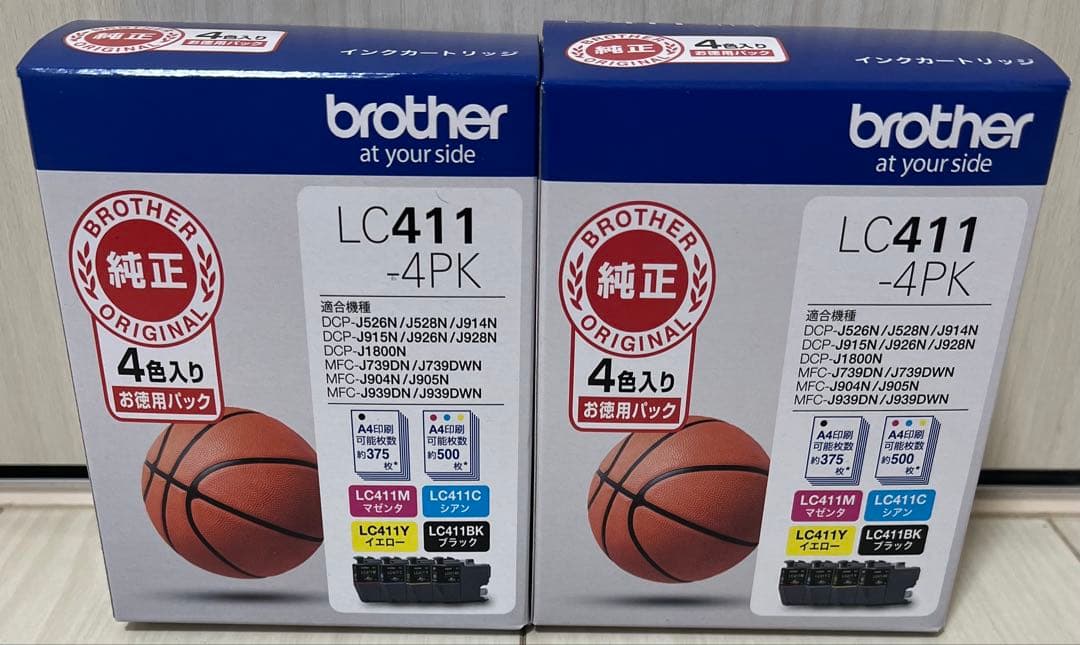 BROTHER
純正
ORIGINAL
4色入り
お徳用パック
インクカートリッジ
brother
at your side
BROTHER
純正
ORIGINAL
4色入り
お徳用パック
LC411
-4PK
適合機種
DCP-J526N/J528N/J914N
DCP-J915N/J926N/J928N
DCP-J1800N
MFC-J739DN/J739DWN
MFC-J904N/J905N
MFC-J939DN/J939DWN
A4印刷
可能枚数
約375
枚*
A4印刷
可能枚数
約500
枚*
LC411M
マゼンタ
LC411C
シアン
LC411Y
イエロー
LC411BK
ブラック
BROTHER
純正
ORIGINAL
4色入り
お徳用パック
インクカートリッジ
brother
at your side
BROTHER
純正
ORIGINAL
4色入り
お徳用パック
LC411
-4PK
適合機種
DCP-J526N/J528N/J914N
DCP-J915N/J926N/J928N
DCP-J1800N
MFC-J739DN/J739DWN
MFC-J904N/J905N
MFC-J939DN/J939DWN
A4印刷
可能枚数
約375
枚*
A4印刷
可能枚数
約500
枚*
LC411M
マゼンタ
LC411C
シアン
LC411Y
イエロー
LC411BK
ブラック